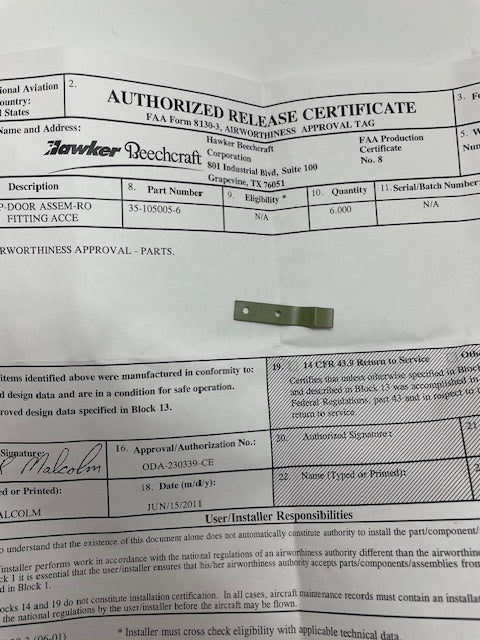 ional Aviation
ountry:
States
2.
AUTHORIZED RELEASE CERTIFICATE
FAA Form 8130-3, AIRWORTHINESS APPROVAL TAG
3.
Name and Address:
Hawker Beechcraft
Hawker Beechcraft
Corporation
801 Industrial Blvd, Suite 100
Grapevine, TX 76051
FAA Production
Certificate
No. 8
5. W
Num
Description
8. Part Number
9. Eligibility *
10. Quantity
11. Serial/Batch Number
P-DOOR ASSEM-RO
FITTING ACCE
35-105005-6
N/A
6.000
N/A
RWORTHINESS APPROVAL - PARTS.
items identified above were manufactured in conformity to:
d design data and are in a condition for safe operation.
roved design data specified in Block 13.
19. 14 CFR 43.9 Return to Service
Othe
Certifies that unless otherwise specified in Block
and described in Block 13 was accomplished in
Federal Regulations, part 43 and in respect to
return to service
Signature:
Malcolm
16. Approval/Authorization No.:
ODA-230339-CE
20. Authorized Signature:
21
ed or Printed):
ALCOLM
18. Date (m/d/y):
JUN/15/2011
22. Name (Typed or Printed):
User/Installer Responsibilities
o understand that the existence of this document alone does not automatically constitute authority to install the part/component/
installer performs work in accordance with the national regulations of an airworthiness authority different than the airworthine
ck 1 it is essential that the user/installer ensures that his/her airworthiness authority accepts parts/components/assemblies from
d in Block 1.
ocks 14 and 19 do not constitute installation certification. In all cases, aircraft maintenance records must contain an installat
the national regulations by the user/installer before the aircraft may be flown.
(06-01)
* Installer must cross check eligibility with applicable technical data.